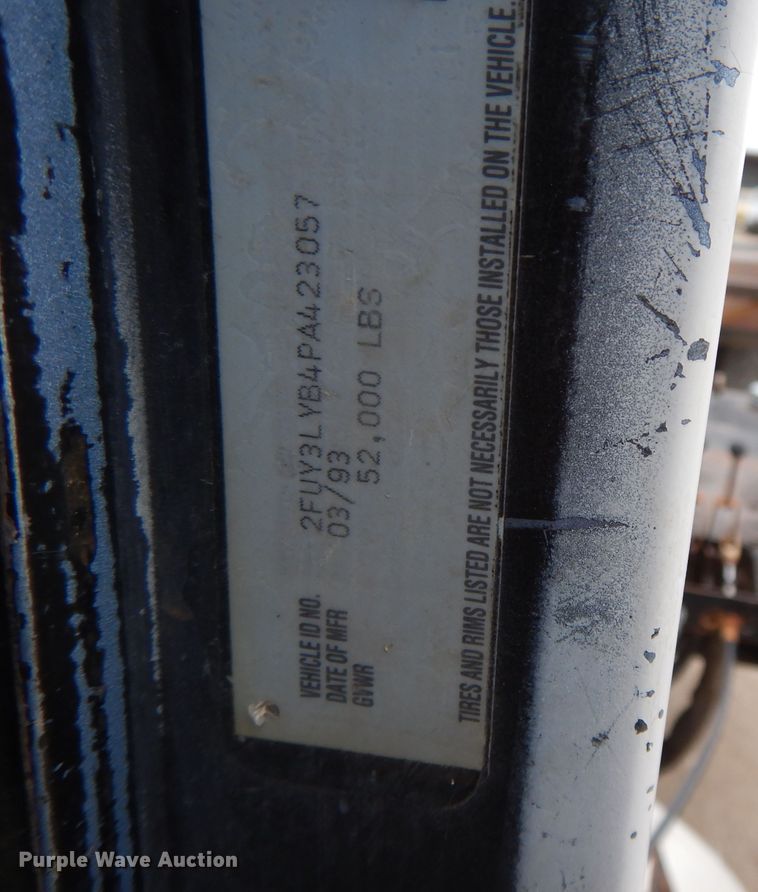 VEHICLE ID NO. 2FUY3LYB4PA423057
DATE OF MFR 03/93
GVWR 52,000 LBS
TIRES AND RIMS LISTED ARE NOT NECESSARILY THOSE INSTALLED ON THE VEHICLE.
Purple Wave Auction